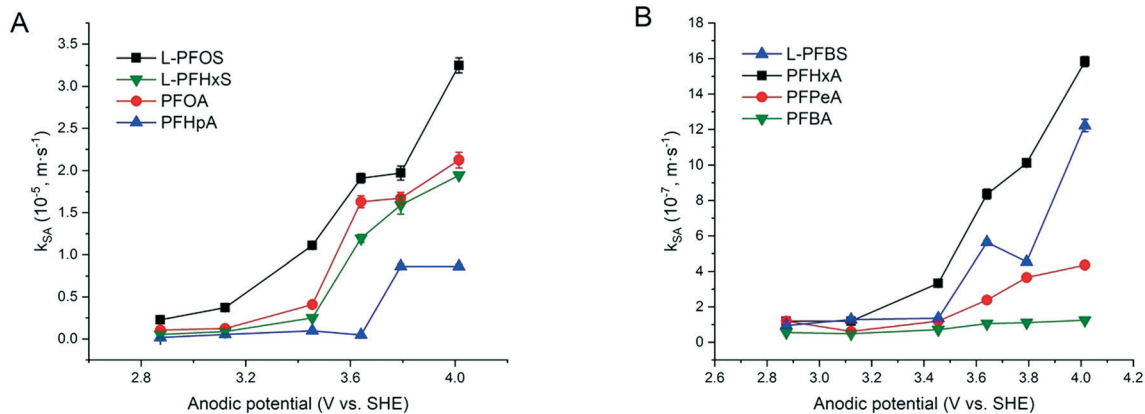 A
L-PFOS
L-PFHxS
PFOA
PFHpA
3.5
3.0
2.5
2.0
1.5
1.0
0.5
0.0
k_SA (10⁻⁵, m·s⁻¹)
2.8 3.2 3.6 4.0
Anodic potential (V vs. SHE)
B
L-PFBS
PFHxA
PFPeA
PFBA
18
16
14
12
10
8
6
4
2
0
k_SA (10⁻⁷, m·s⁻¹)
2.6 2.8 3.0 3.2 3.4 3.6 3.8 4.0 4.2
Anodic potential (V vs. SHE)